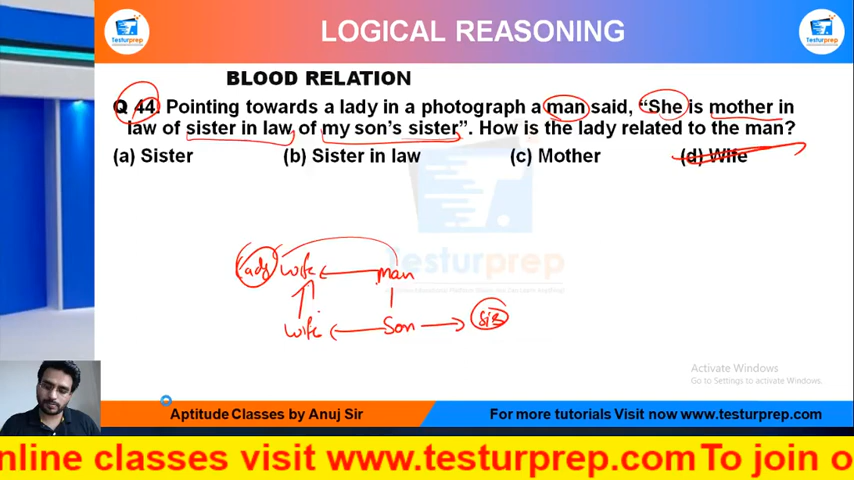 LOGICAL REASONING
Testurprep
Testurprep
BLOOD RELATION
Q 44. Pointing towards a lady in a photograph a man said, “She is mother in
law of sister in law of my son's sister”. How is the lady related to the man?
(a) Sister (b) Sister in law (c) Mother (d) Wife
Testurprep
lady wife man
wife Son sis
Activate Windows
Go to Settings to activate Windows.
Aptitude Classes by Anuj Sir For more tutorials Visit now www.testurprep.com
nline classes visit www.testurprep.com To join o